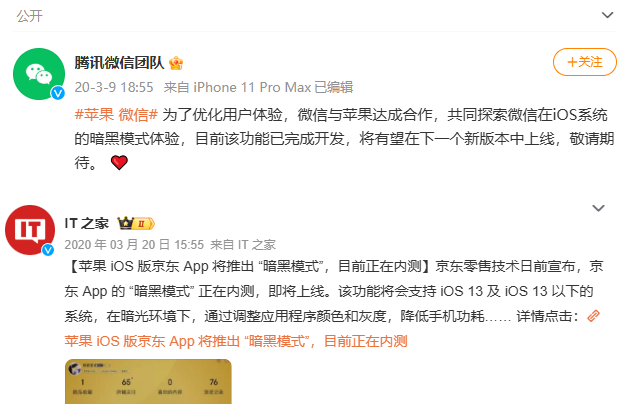 公开
腾讯微信团队
+关注
20-3-9 18:55 来自 iPhone 11 Pro Max 已编辑
#苹果 微信# 为了优化用户体验，微信与苹果达成合作，共同探索微信在iOS系统
的暗黑模式体验，目前该功能已完成开发，将有望在下一个新版本中上线，敬请期
待。
IT
IT 之家
II
2020 年 03 月 20 日 15:55 来自 IT 之家
【苹果 iOS 版京东 App 将推出 “暗黑模式”，目前正在内测】京东零售技术日前宣布，京
东 App 的 “暗黑模式” 正在内测，即将上线。该功能将会支持 iOS 13 及 iOS 13 以下的
系统，在暗光环境下，通过调整应用程序颜色和灰度，降低手机功耗…… 详情点击：
苹果 iOS 版京东 App 将推出 “暗黑模式”，目前正在内测
1 65 0 76